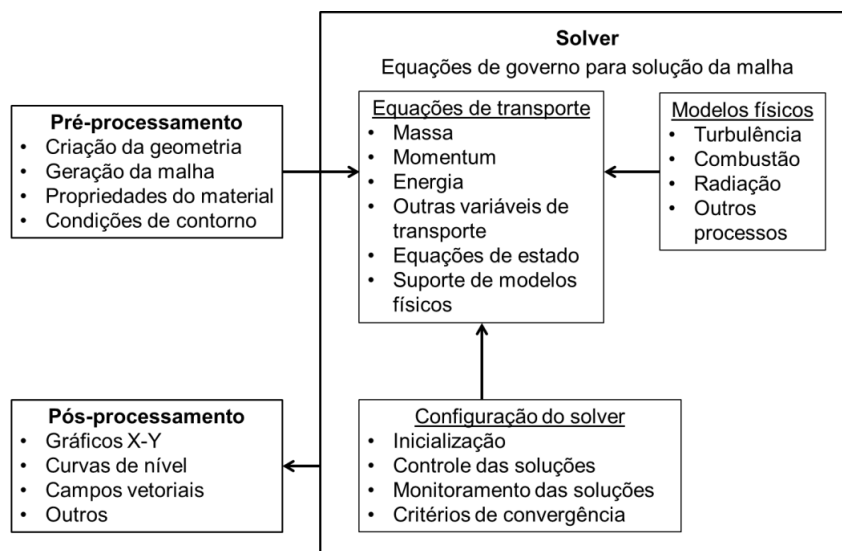 Solver
Equações de governo para solução da malha
Pré-processamento
• Criação da geometria
• Geração da malha
• Propriedades do material
• Condições de contorno
Equações de transporte
• Massa
• Momentum
• Energia
• Outras variáveis de
transporte
• Equações de estado
• Suporte de modelos
físicos
Modelos físicos
• Turbulência
• Combustão
• Radiação
• Outros
processos
Pós-processamento
• Gráficos X-Y
• Curvas de nível
• Campos vetoriais
• Outros
Configuração do solver
• Inicialização
• Controle das soluções
• Monitoramento das soluções
• Critérios de convergência